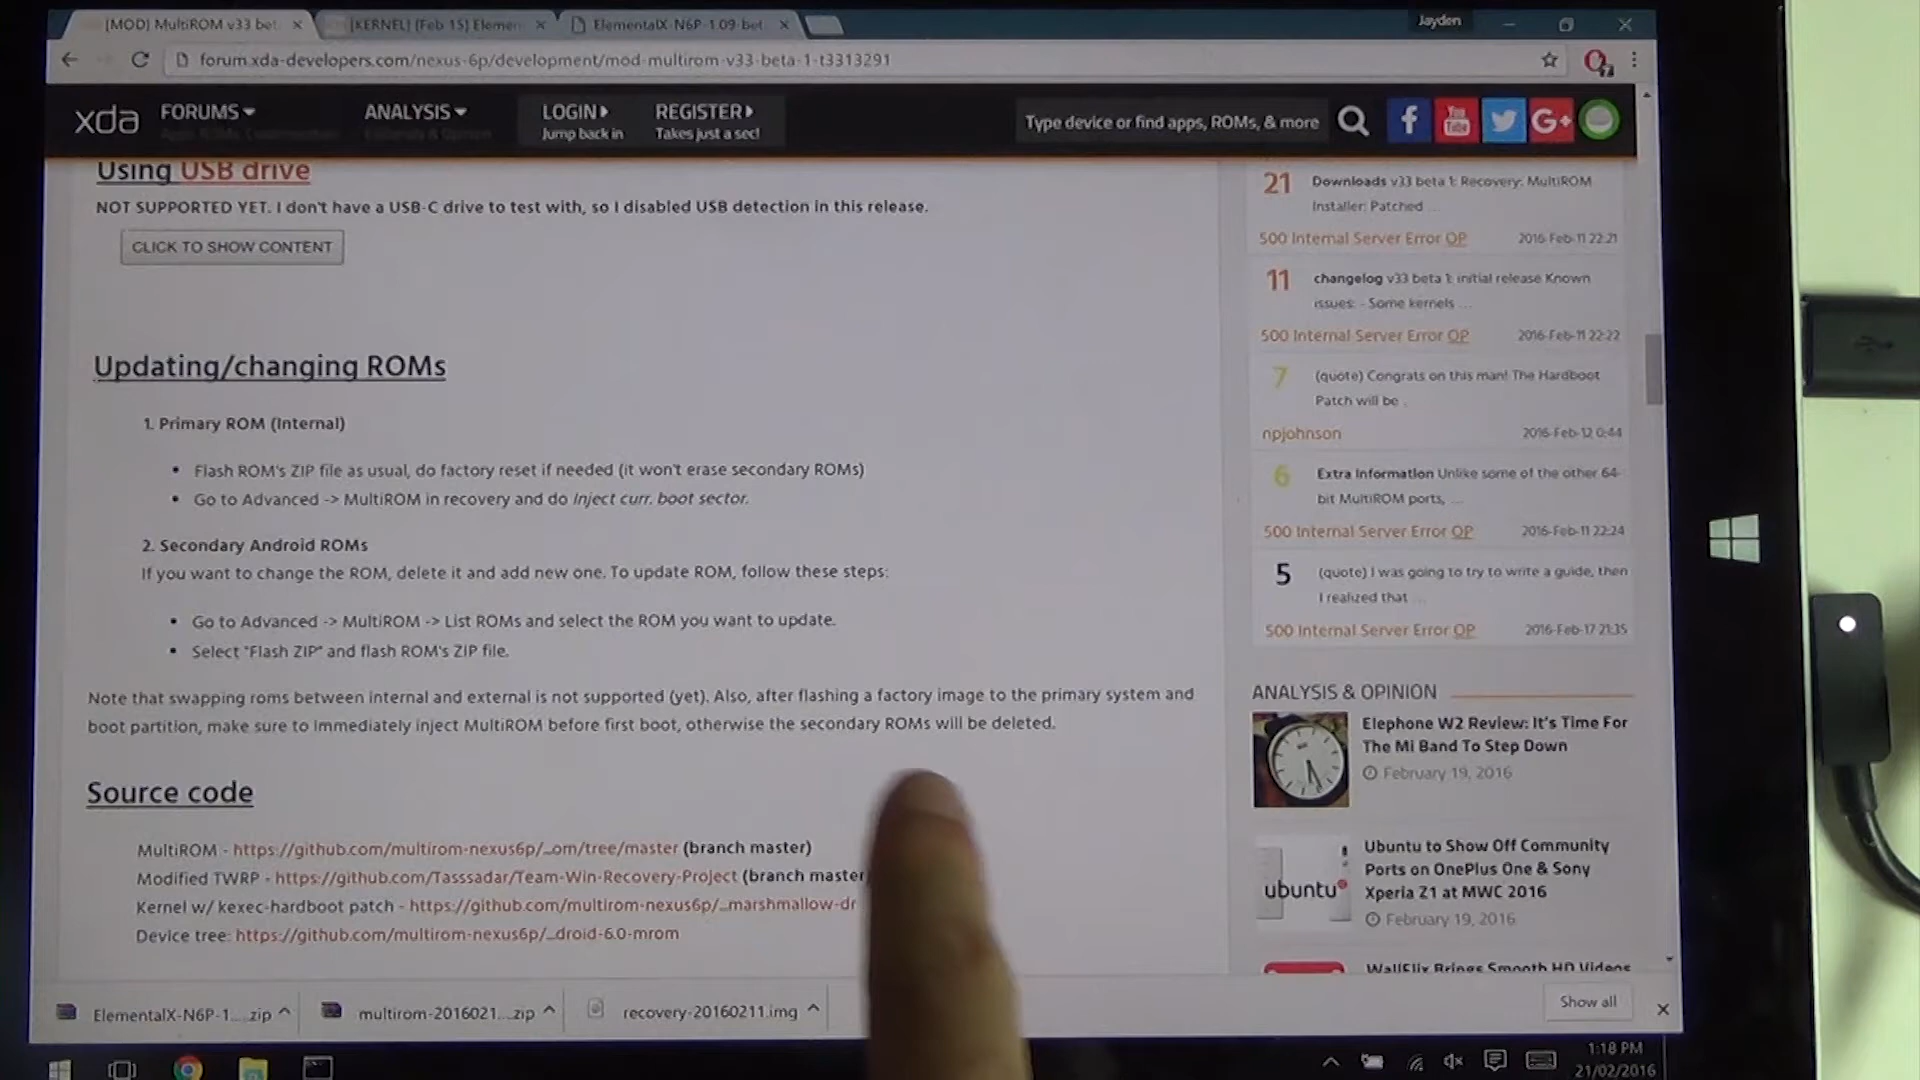 [MOD] MultiROM v33 bet
[KERNEL] (Feb 15) Elemen
ElementalX-N6P-1.09-bet
Jayden
forum.xda-developers.com/nexus-6p/development/mod-multirom-v33-beta-1-t3313291
xda
FORUMS
ANALYSIS
LOGIN
Jump back in
REGISTER
Takes just a sec!
Type device or find apps, ROMs, & more
You
Tube
G+
Using USB drive
NOT SUPPORTED YET. I don't have a USB-C drive to test with, so I disabled USB detection in this release.
CLICK TO SHOW CONTENT
Updating/changing ROMs
1. Primary ROM (Internal)
• Flash ROM's ZIP file as usual, do factory reset if needed (it won't erase secondary ROMs)
• Go to Advanced -> MultiROM in recovery and do Inject curr. boot sector.
2. Secondary Android ROMs
If you want to change the ROM, delete it and add new one. To update ROM, follow these steps:
• Go to Advanced -> MultiROM -> List ROMs and select the ROM you want to update.
• Select "Flash ZIP" and flash ROM's ZIP file.
Note that swapping roms between internal and external is not supported (yet). Also, after flashing a factory image to the primary system and
boot partition, make sure to immediately inject MultiROM before first boot, otherwise the secondary ROMs will be deleted.
Source code
MultiROM - https://github.com/multirom-nexus6p/...om/tree/master (branch master)
Modified TWRP - https://github.com/Tasssadar/Team-Win-Recovery-Project (branch master)
Kernel w/ kexec-hardboot patch - https://github.com/multirom-nexus6p/...marshmallow-dr
Device tree: https://github.com/multirom-nexus6p/...droid-6.0-mrom
21 Downloads v33 beta 1: Recovery: MultiROM
Installer: Patched ...
500 Internal Server Error OP 2016-Feb-11 22:21
11 changelog v33 beta 1: initial release Known
issues: - Some kernels ...
500 Internal Server Error OP 2016-Feb-11 22:22
7 (quote) Congrats on this man! The Hardboot
Patch will be .
npjohnson 2016-Feb-12 0:44
6 Extra Information Unlike some of the other 64-
bit MultiROM ports, ...
500 Internal Server Error OP 2016-Feb-11 22:24
5 (quote) I was going to try to write a guide, then
I realized that ...
500 Internal Server Error OP 2016-Feb-17 21:35
ANALYSIS & OPINION
Elephone W2 Review: It's Time For
The Mi Band To Step Down
February 19, 2016
ubuntu
Ubuntu to Show Off Community
Ports on OnePlus One & Sony
Xperia Z1 at MWC 2016
February 19, 2016
WallFlix Brings Smooth HD Videos
ElementalX-N6P-1....zip
multirom-2016021...zip
recovery-20160211.img
Show all
1:18 PM
21/02/2016